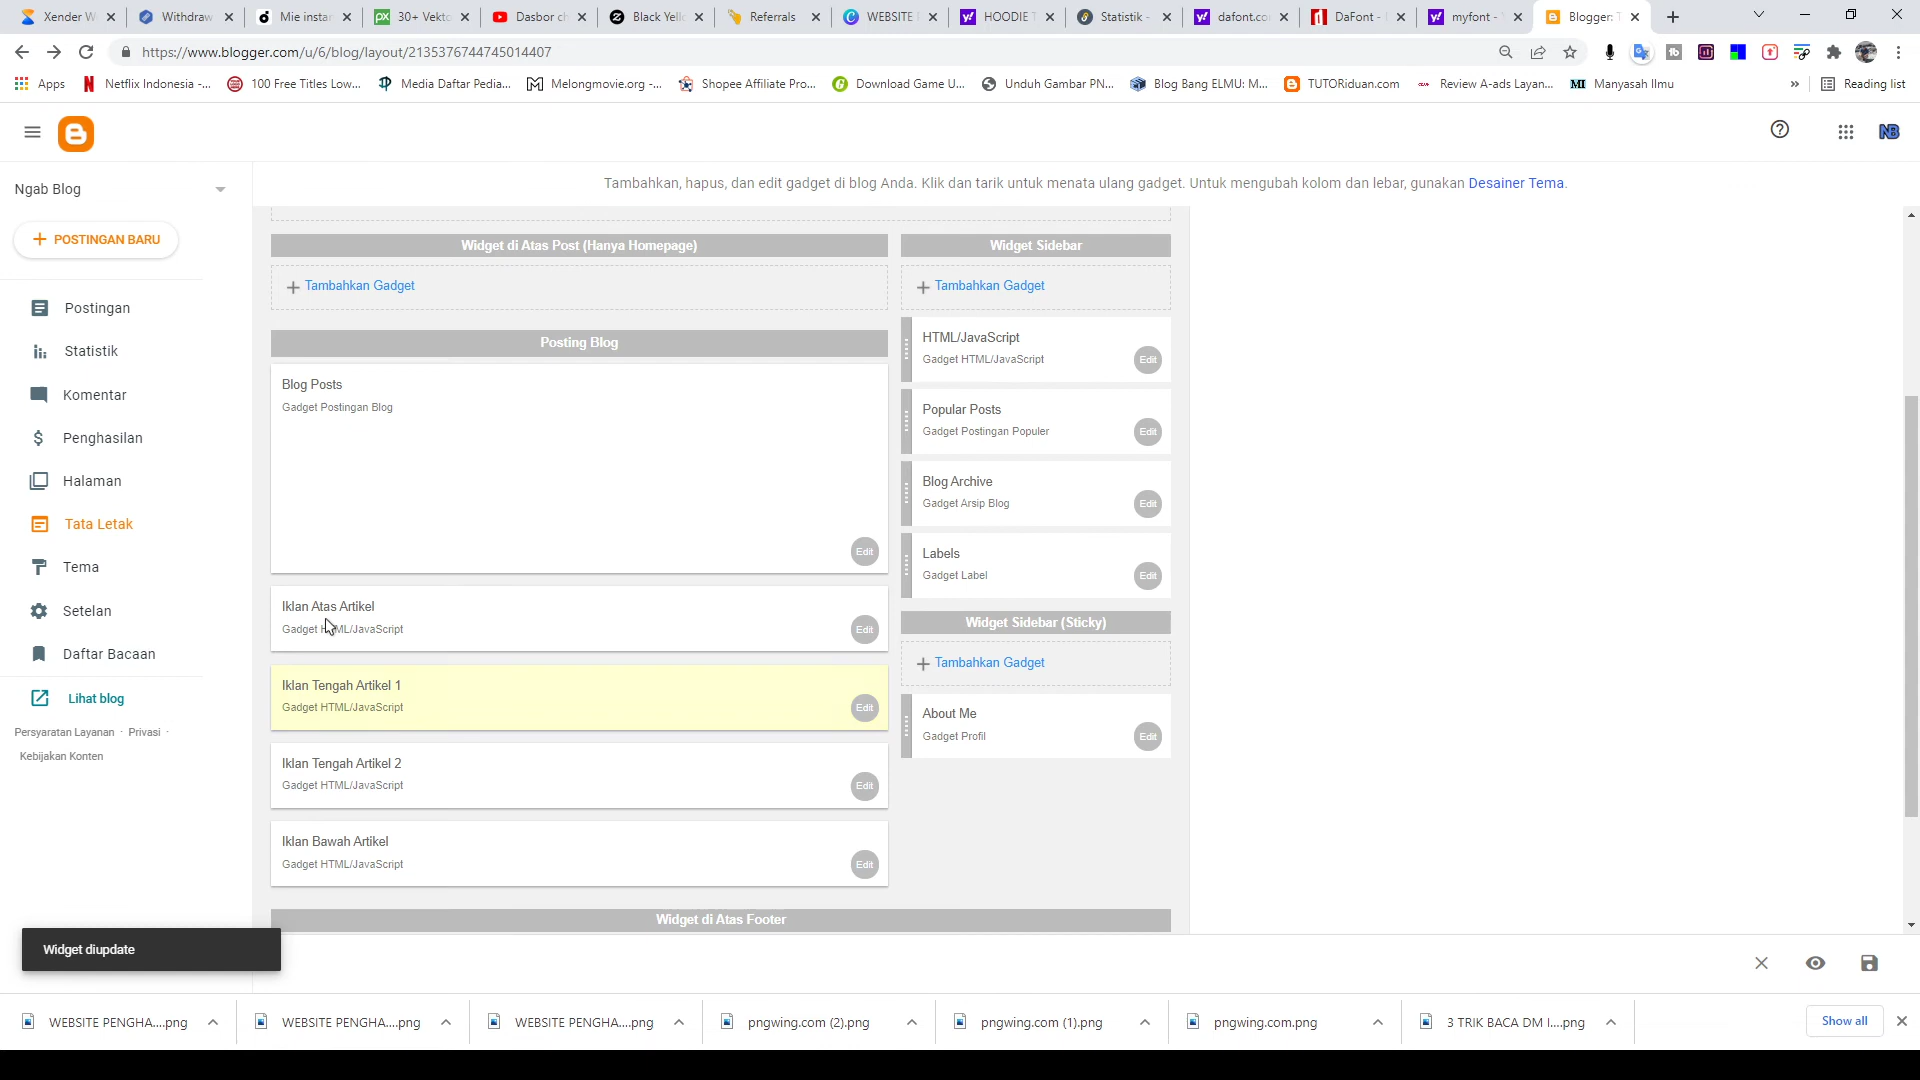 Xender W
Withdraw
Mie instar
30+ Vekto
Dasbor ch
Black Yell
Referrals
WEBSITE
HOODIE T
Statistik -
dafont.co
DaFont -
myfont -
Blogger: T
https://www.blogger.com/u/6/blog/layout/2135376744745014407
Apps
Netflix Indonesia -...
100 Free Titles Low...
Media Daftar Pedia...
Melongmovie.org -...
Shopee Affiliate Pro...
Download Game U...
Unduh Gambar PN...
Blog Bang ELMU: M...
TUTORiduan.com
Review A-ads Layan...
Manyasah Ilmu
»
Reading list
NB
Ngab Blog
Tambahkan, hapus, dan edit gadget di blog Anda. Klik dan tarik untuk menata ulang gadget. Untuk mengubah kolom dan lebar, gunakan Desainer Tema.
POSTINGAN BARU
Postingan
Statistik
Komentar
Penghasilan
Halaman
Tata Letak
Tema
Setelan
Daftar Bacaan
Lihat blog
Persyaratan Layanan · Privasi ·
Kebijakan Konten
Widget di Atas Post (Hanya Homepage)
Tambahkan Gadget
Posting Blog
Blog Posts
Gadget Postingan Blog
Edit
Iklan Atas Artikel
Gadget HTML/JavaScript
Edit
Iklan Tengah Artikel 1
Gadget HTML/JavaScript
Edit
Iklan Tengah Artikel 2
Gadget HTML/JavaScript
Edit
Iklan Bawah Artikel
Gadget HTML/JavaScript
Edit
Widget Sidebar
Tambahkan Gadget
HTML/JavaScript
Gadget HTML/JavaScript
Edit
Popular Posts
Gadget Postingan Populer
Edit
Blog Archive
Gadget Arsip Blog
Edit
Labels
Gadget Label
Edit
Widget Sidebar (Sticky)
Tambahkan Gadget
About Me
Gadget Profil
Edit
Widget di Atas Footer
Widget diupdate
WEBSITE PENGHA....png
WEBSITE PENGHA....png
WEBSITE PENGHA....png
pngwing.com (2).png
pngwing.com (1).png
pngwing.com.png
3 TRIK BACA DM I....png
Show all